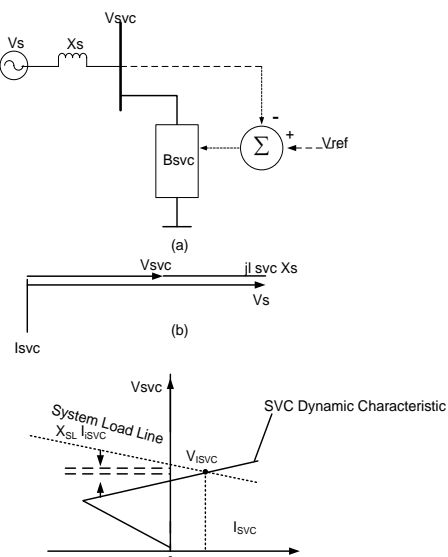 Vsvc
Vs
Xs
-
+
Σ
Vref
Bsvc
(a)
Vsvc
jI svc Xs
Vs
(b)
Isvc
Vsvc
SVC Dynamic Characteristic
System Load Line
XSL IiSVC
VISVC
ISVC